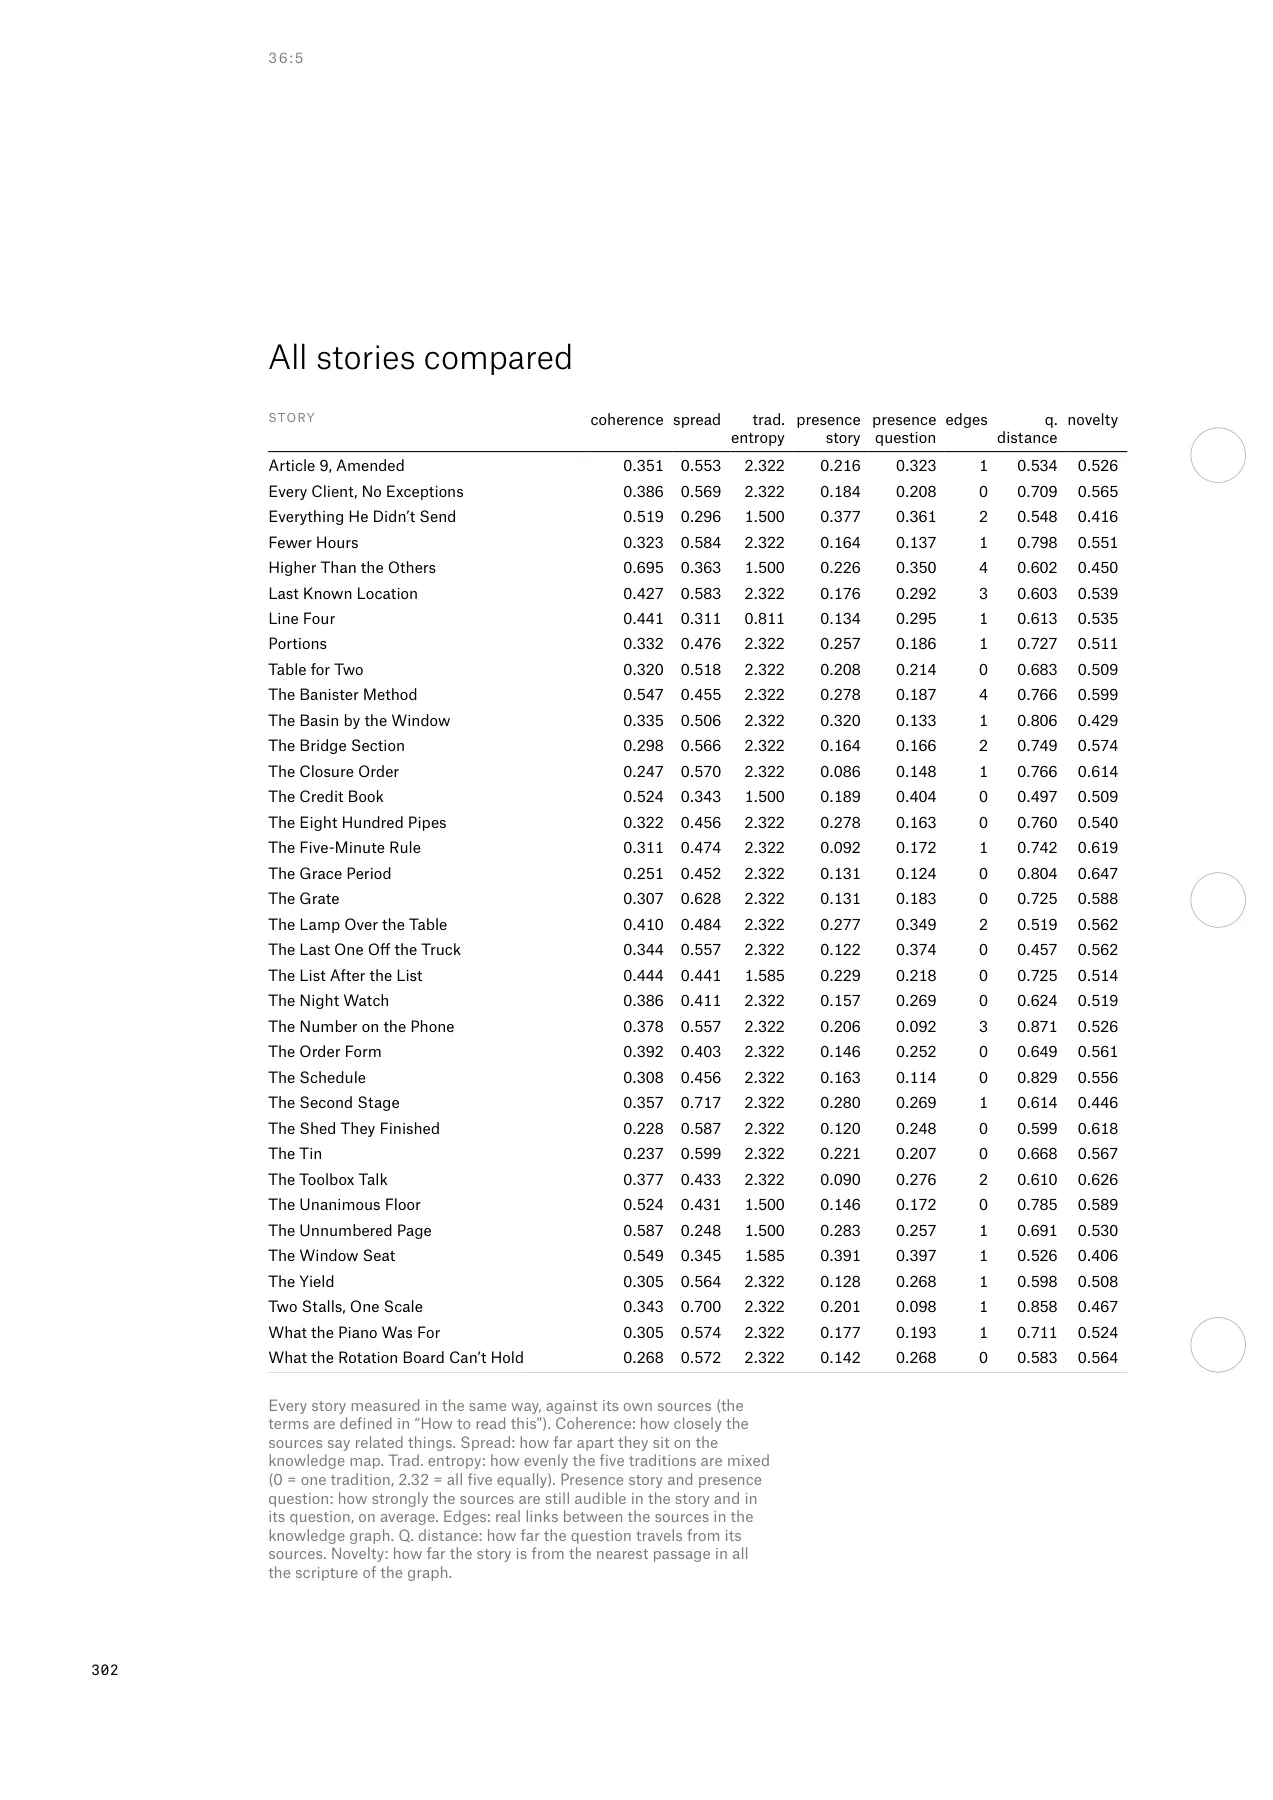 36:5
All stories compared
STORY coherence spread trad. entropy presence story presence question edges q. distance novelty
Article 9, Amended 0.351 0.553 2.322 0.216 0.323 1 0.534 0.526
Every Client, No Exceptions 0.386 0.569 2.322 0.184 0.208 0 0.709 0.565
Everything He Didn’t Send 0.519 0.296 1.500 0.377 0.361 2 0.548 0.416
Fewer Hours 0.323 0.584 2.322 0.164 0.137 1 0.798 0.551
Higher Than the Others 0.695 0.363 1.500 0.226 0.350 4 0.602 0.450
Last Known Location 0.427 0.583 2.322 0.176 0.292 3 0.603 0.539
Line Four 0.441 0.311 0.811 0.134 0.295 1 0.613 0.535
Portions 0.332 0.476 2.322 0.257 0.186 1 0.727 0.511
Table for Two 0.320 0.518 2.322 0.208 0.214 0 0.683 0.509
The Banister Method 0.547 0.455 2.322 0.278 0.187 4 0.766 0.599
The Basin by the Window 0.335 0.506 2.322 0.320 0.133 1 0.806 0.429
The Bridge Section 0.298 0.566 2.322 0.164 0.166 2 0.749 0.574
The Closure Order 0.247 0.570 2.322 0.086 0.148 1 0.766 0.614
The Credit Book 0.524 0.343 1.500 0.189 0.404 0 0.497 0.509
The Eight Hundred Pipes 0.322 0.456 2.322 0.278 0.163 0 0.760 0.540
The Five-Minute Rule 0.311 0.474 2.322 0.092 0.172 1 0.742 0.619
The Grace Period 0.251 0.452 2.322 0.131 0.124 0 0.804 0.647
The Grate 0.307 0.628 2.322 0.131 0.183 0 0.725 0.588
The Lamp Over the Table 0.410 0.484 2.322 0.277 0.349 2 0.519 0.562
The Last One Off the Truck 0.344 0.557 2.322 0.122 0.374 0 0.457 0.562
The List After the List 0.444 0.441 1.585 0.229 0.218 0 0.725 0.514
The Night Watch 0.386 0.411 2.322 0.157 0.269 0 0.624 0.519
The Number on the Phone 0.378 0.557 2.322 0.206 0.092 3 0.871 0.526
The Order Form 0.392 0.403 2.322 0.146 0.252 0 0.649 0.561
The Schedule 0.308 0.456 2.322 0.163 0.114 0 0.829 0.556
The Second Stage 0.357 0.717 2.322 0.280 0.269 1 0.614 0.446
The Shed They Finished 0.228 0.587 2.322 0.120 0.248 0 0.599 0.618
The Tin 0.237 0.599 2.322 0.221 0.207 0 0.668 0.567
The Toolbox Talk 0.377 0.433 2.322 0.090 0.276 2 0.610 0.626
The Unanimous Floor 0.524 0.431 1.500 0.146 0.172 0 0.785 0.589
The Unnumbered Page 0.587 0.248 1.500 0.283 0.257 1 0.691 0.530
The Window Seat 0.549 0.345 1.585 0.391 0.397 1 0.526 0.406
The Yield 0.305 0.564 2.322 0.128 0.268 1 0.598 0.508
Two Stalls, One Scale 0.343 0.700 2.322 0.201 0.098 1 0.858 0.467
What the Piano Was For 0.305 0.574 2.322 0.177 0.193 1 0.711 0.524
What the Rotation Board Can’t Hold 0.268 0.572 2.322 0.142 0.268 0 0.583 0.564
Every story measured in the same way, against its own sources (the
terms are defined in “How to read this”). Coherence: how closely the
sources say related things. Spread: how far apart they sit on the
knowledge map. Trad. entropy: how evenly the five traditions are mixed
(0 = one tradition, 2.32 = all five equally). Presence story and presence
question: how strongly the sources are still audible in the story and in
its question, on average. Edges: real links between the sources in the
knowledge graph. Q. distance: how far the question travels from its
sources. Novelty: how far the story is from the nearest passage in all
the scripture of the graph.
302